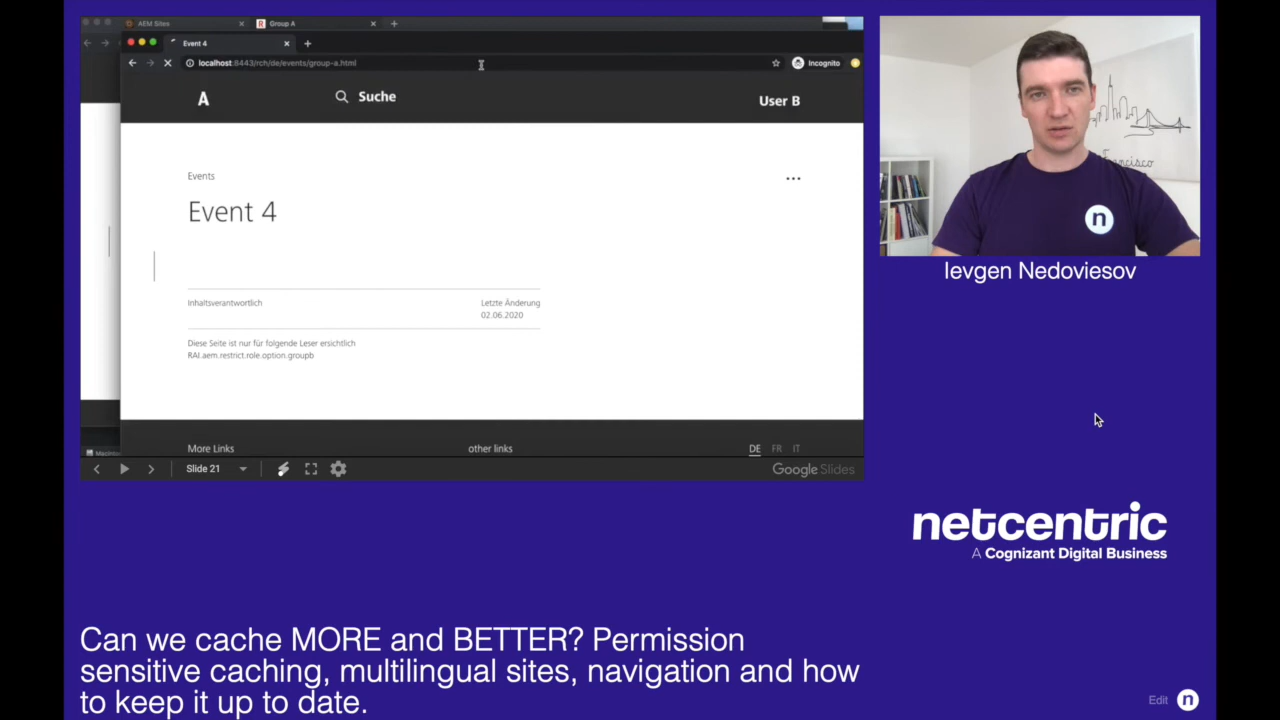 AEM Sites
Group A
Event 4
localhost:8443/rch/de/events/group-a.html
Incognito
A
Suche
User B
Events
Event 4
Inhaltsverantwortlich
Letzte Änderung
02.06.2020
Diese Seite ist nur für folgende Leser ersichtlich
RAI.aem.restrict.role.option.groupb
More Links
other links
DE FR IT
Slide 21
Google Slides
n
Ievgen Nedoviesov
netcentric
A Cognizant Digital Business
Can we cache MORE and BETTER? Permission
sensitive caching, multilingual sites, navigation and how
to keep it up to date.
Edit
n